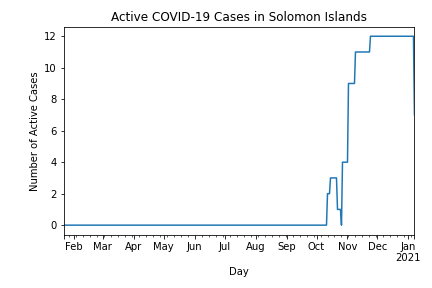 Active COVID-19 Cases in Solomon Islands
Number of Active Cases
12
10
8
6
4
2
0
Feb Mar Apr May Jun Jul Aug Sep Oct Nov Dec Jan
2021
Day